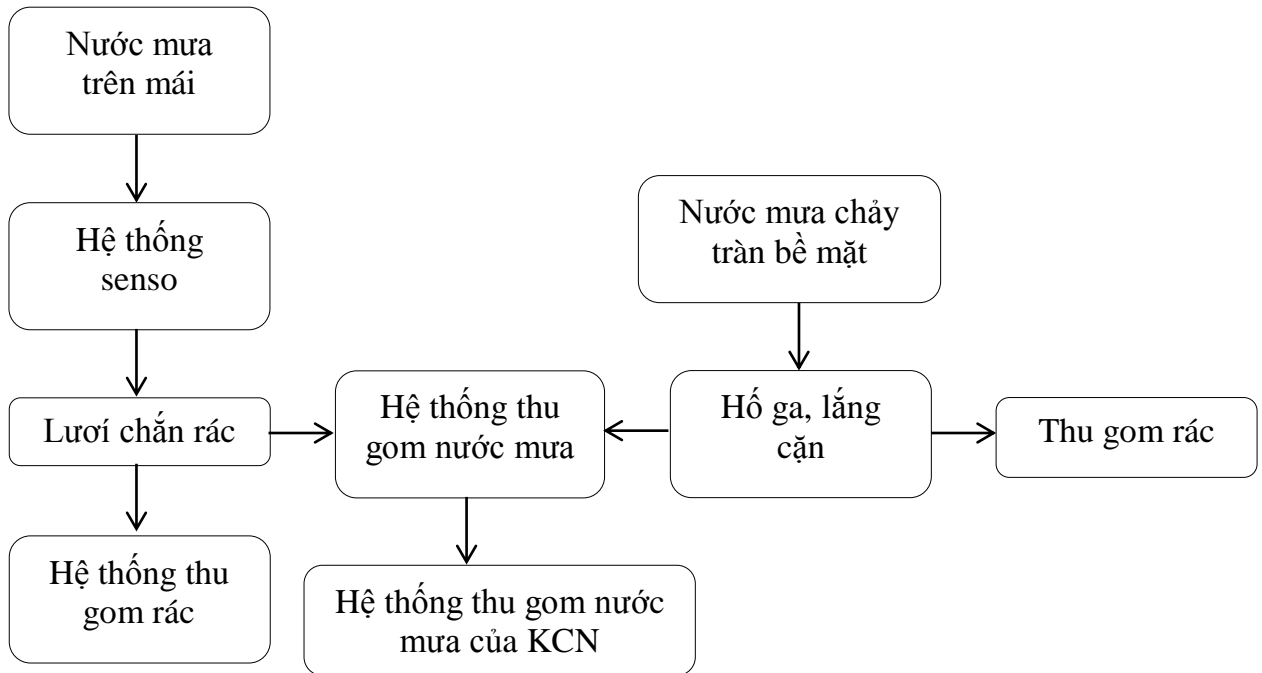 Nước mưa
trên mái
Hệ thống
senso
Nước mưa chảy
tràn bề mặt
Lươí chắn rác
Hệ thống thu
gom nước mưa
Hố ga, lắng
cặn
Thu gom rác
Hệ thống thu
gom rác
Hệ thống thu gom nước
mưa của KCN